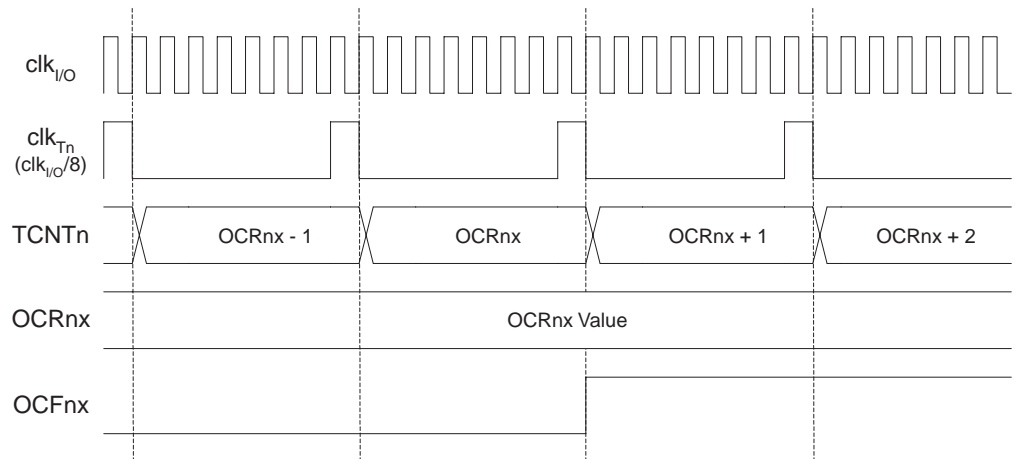 clkI/O
clkTn
(clkI/O/8)
TCNTn
OCRnx - 1
OCRnx
OCRnx + 1
OCRnx + 2
OCRnx
OCRnx Value
OCFnx